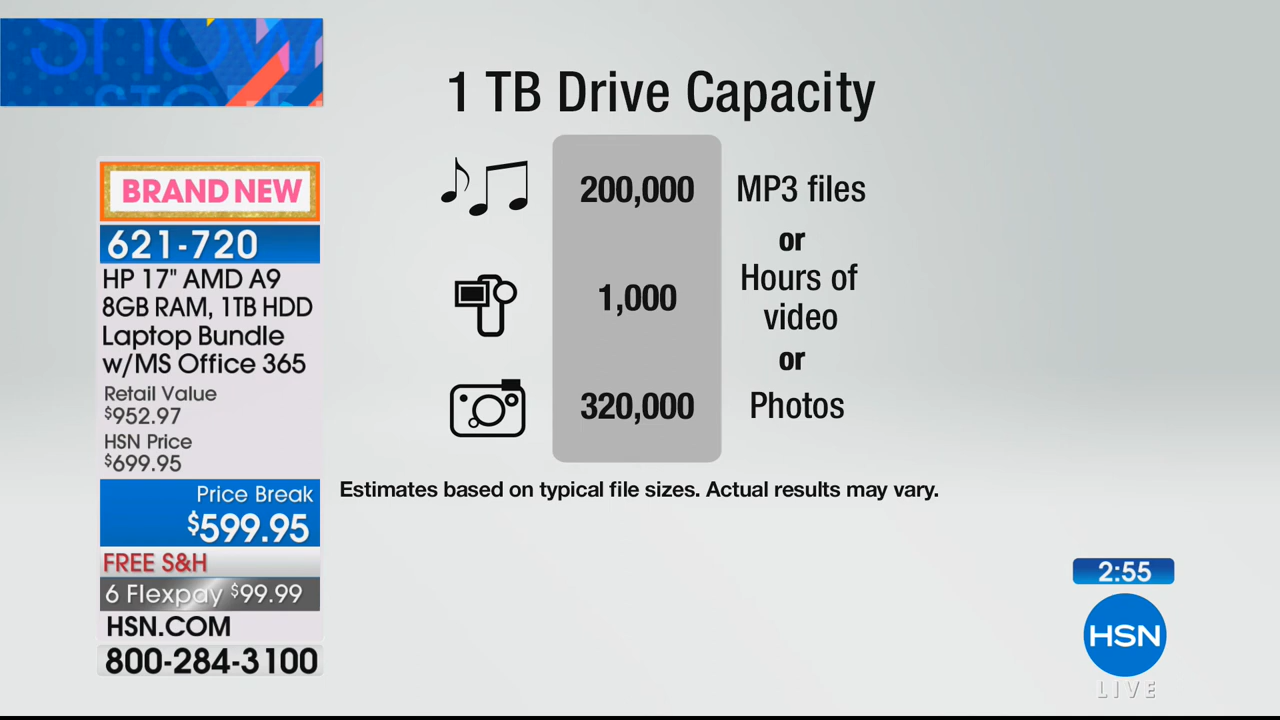 SHOW
STOPP
BRAND NEW
621-720
HP 17" AMD A9
8GB RAM, 1TB HDD
Laptop Bundle
w/MS Office 365
Retail Value
$952.97
HSN Price
$699.95
Price Break
$599.95
FREE S&H
6 Flexpay $99.99
HSN.COM
800-284-3100
1 TB Drive Capacity
200,000 MP3 files
or
1,000 Hours of
video
or
320,000 Photos
Estimates based on typical file sizes. Actual results may vary.
2:55
HSN
LIVE